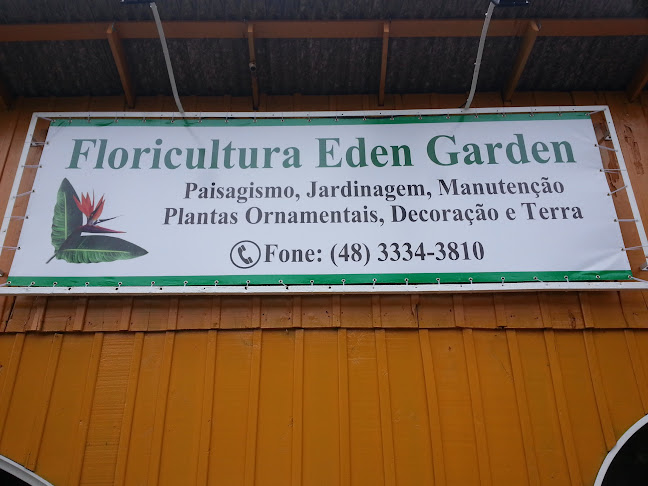 Floricultura Eden Garden
Paisagismo, Jardinagem, Manutenção
Plantas Ornamentais, Decoração e Terra
Fone: (48) 3334-3810